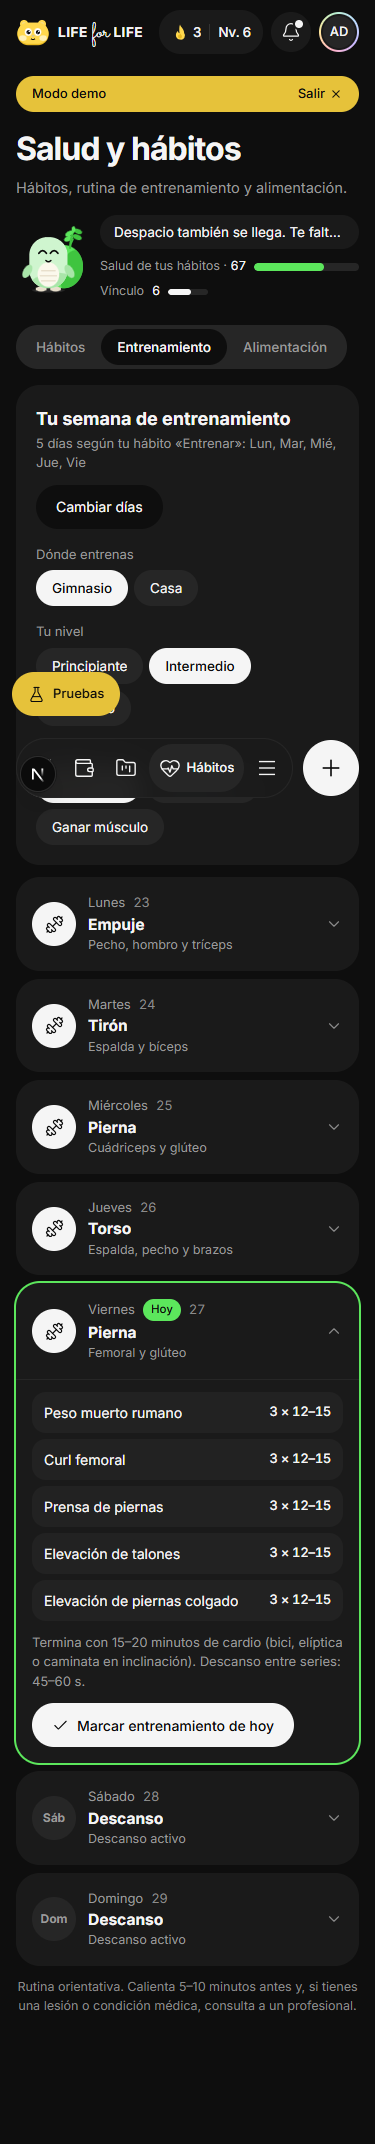 LIFE for LIFE
3
Nv. 6
AD
Modo demo
Salir ×
Salud y hábitos
Hábitos, rutina de entrenamiento y alimentación.
Despacio también se llega. Te falt...
Salud de tus hábitos · 67
Vínculo 6
Hábitos
Entrenamiento
Alimentación
Tu semana de entrenamiento
5 días según tu hábito «Entrenar»: Lun, Mar, Mié,
Jue, Vie
Cambiar días
Dónde entrenas
Gimnasio
Casa
Tu nivel
Principiante
Intermedio
Pruebas
N
Hábitos
Ganar músculo
Lunes 23
Empuje
Pecho, hombro y tríceps
Martes 24
Tirón
Espalda y bíceps
Miércoles 25
Pierna
Cuádriceps y glúteo
Jueves 26
Torso
Espalda, pecho y brazos
Viernes Hoy 27
Pierna
Femoral y glúteo
Peso muerto rumano 3 × 12–15
Curl femoral 3 × 12–15
Prensa de piernas 3 × 12–15
Elevación de talones 3 × 12–15
Elevación de piernas colgado 3 × 12–15
Termina con 15–20 minutos de cardio (bici, elíptica
o caminata en inclinación). Descanso entre series:
45–60 s.
Marcar entrenamiento de hoy
Sáb
Sábado 28
Descanso
Descanso activo
Dom
Domingo 29
Descanso
Descanso activo
Rutina orientativa. Calienta 5–10 minutos antes y, si tienes
una lesión o condición médica, consulta a un profesional.